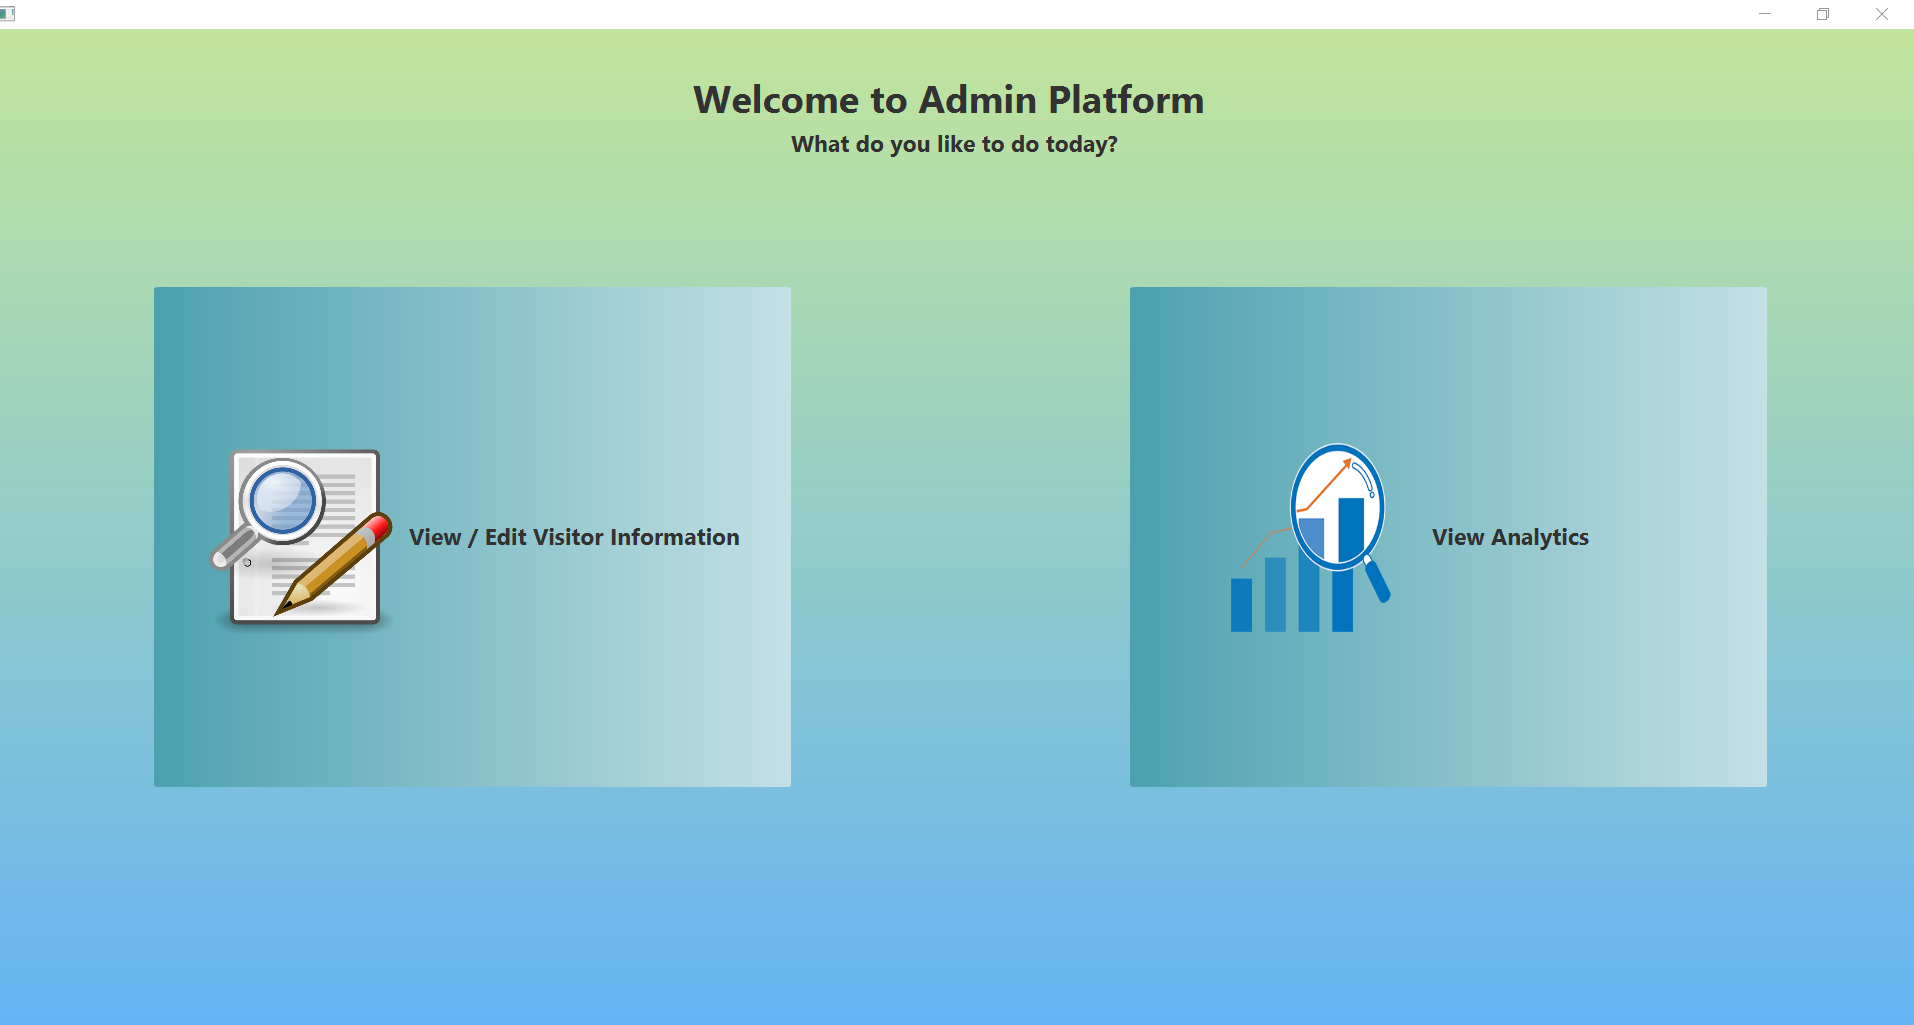 Welcome to Admin Platform
What do you like to do today?
View / Edit Visitor Information
View Analytics